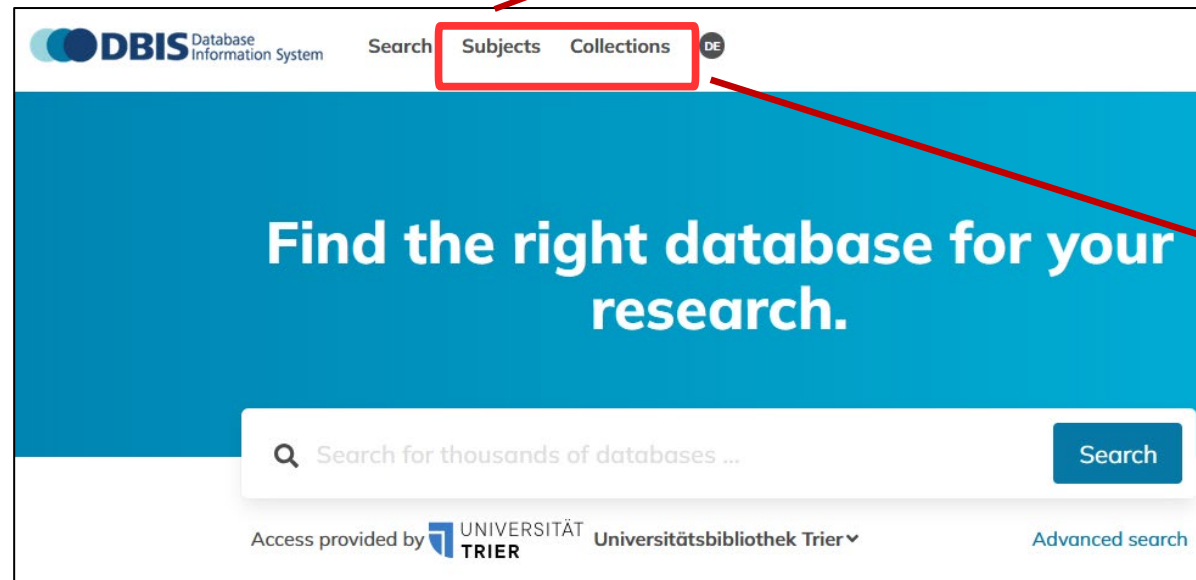 DBIS Database Information System Search Subjects Collections DE
Find the right database for your
research.
Search for thousands of databases ... Search
Access provided by UNIVERSITÄT TRIER Universitätsbibliothek Trier Advanced search